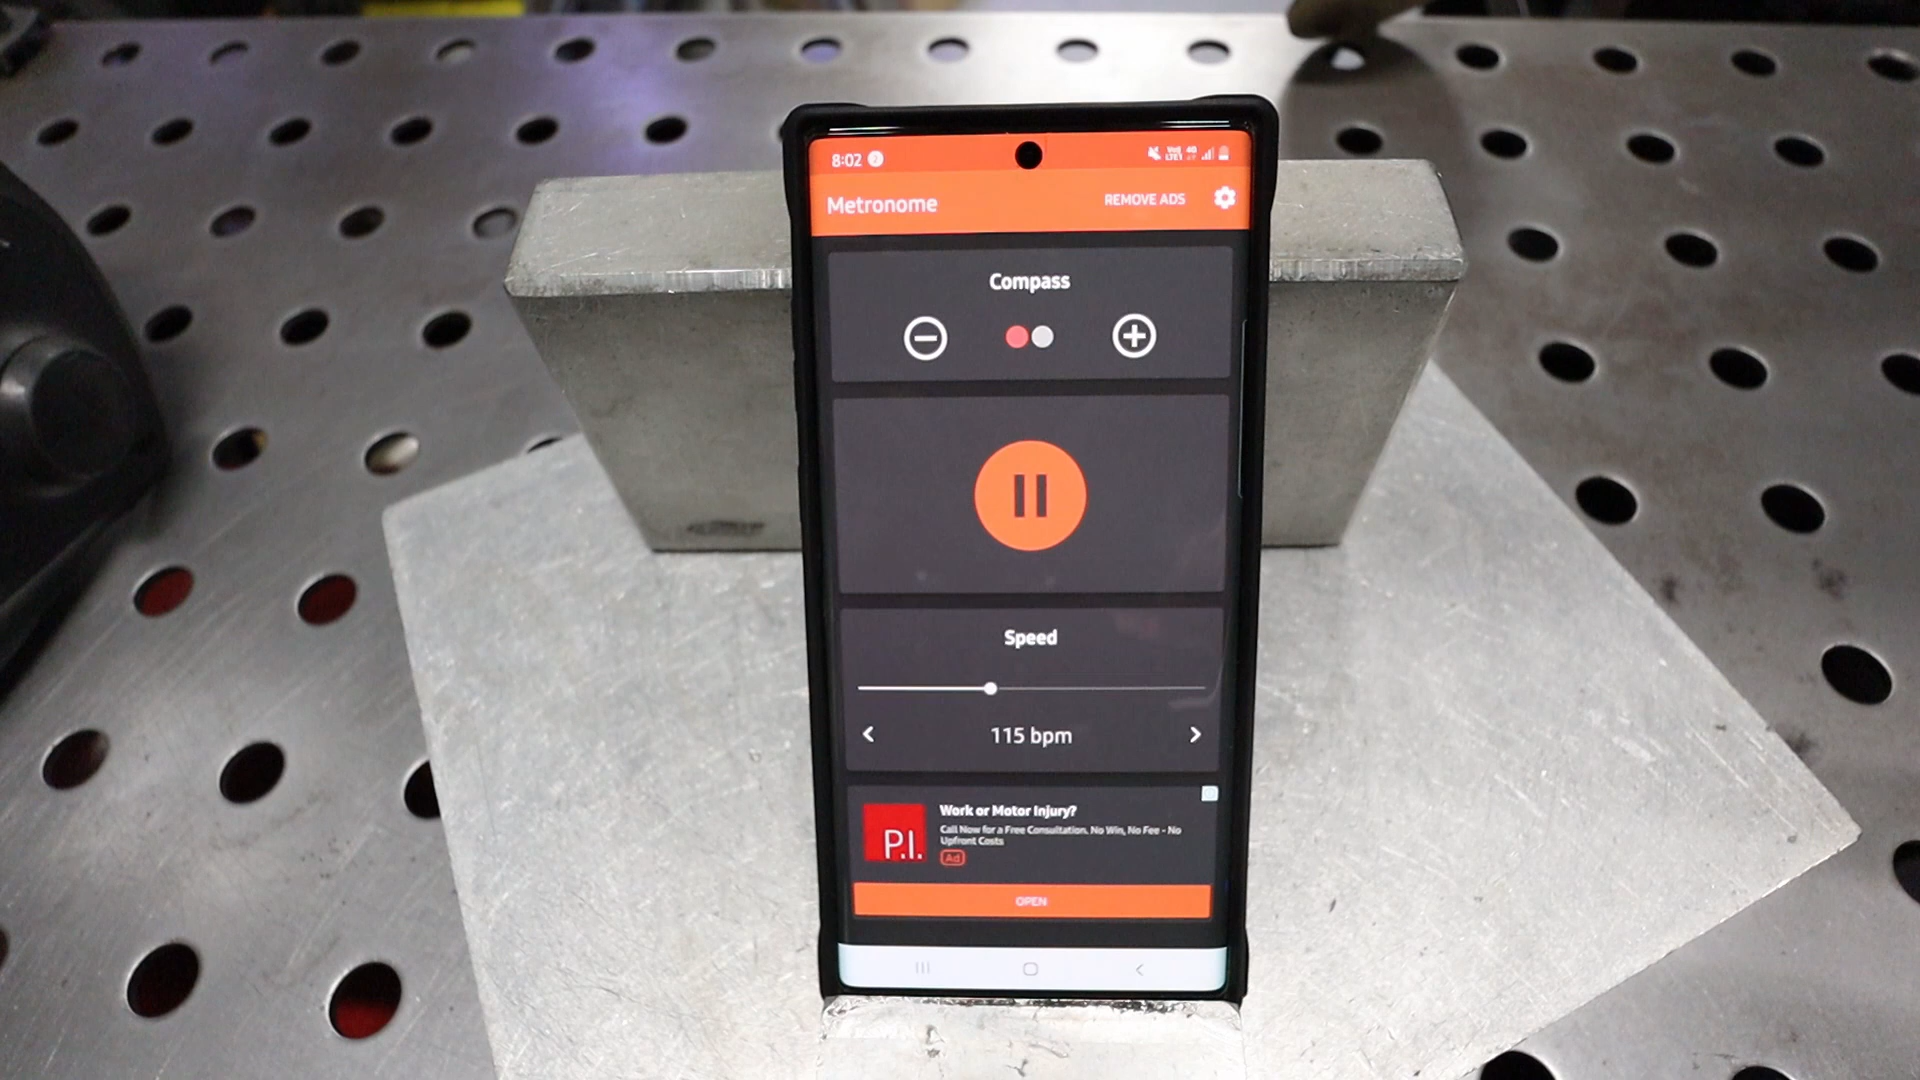 8:02
Metronome
REMOVE ADS
Compass
Speed
115 bpm
Work or Motor Injury?
Call Now for a Free Consultation. No Win, No Fee - No
Upfront Costs
P.I.
Ad
OPEN